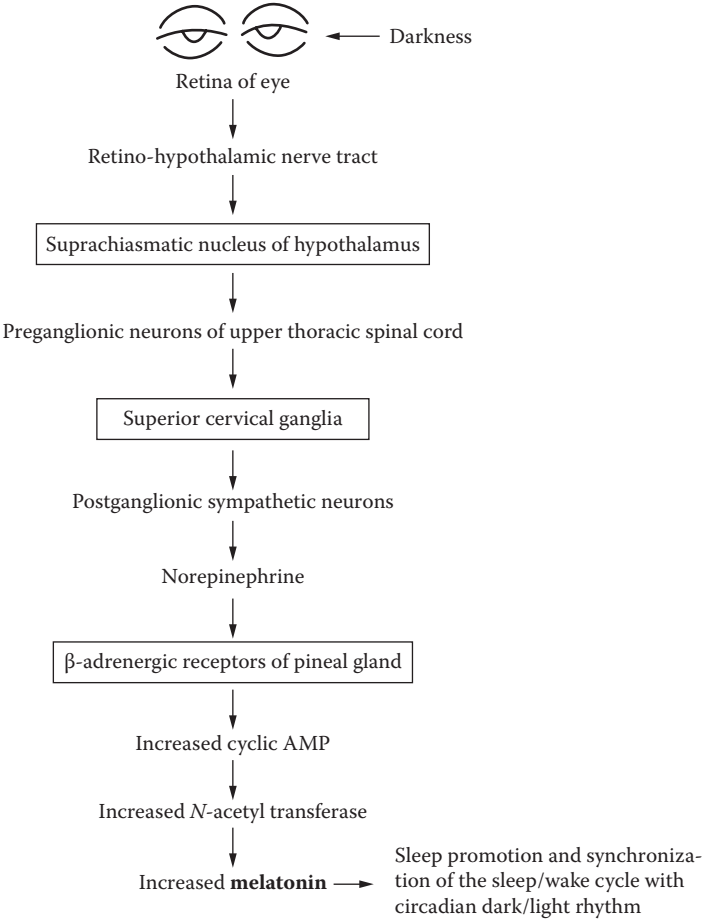 Darkness
Retina of eye
Retino-hypothalamic nerve tract
Suprachiasmatic nucleus of hypothalamus
Preganglionic neurons of upper thoracic spinal cord
Superior cervical ganglia
Postganglionic sympathetic neurons
Norepinephrine
β-adrenergic receptors of pineal gland
Increased cyclic AMP
Increased N-acetyl transferase
Increased melatonin
Sleep promotion and synchroniza-
tion of the sleep/wake cycle with
circadian dark/light rhythm